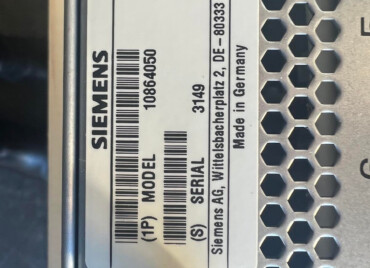 SIEMENS
(1P) MODEL 10864050
(S) SERIAL 3149
Siemens AG, Wittelsbacherplatz 2, DE - 80333
Made in Germany